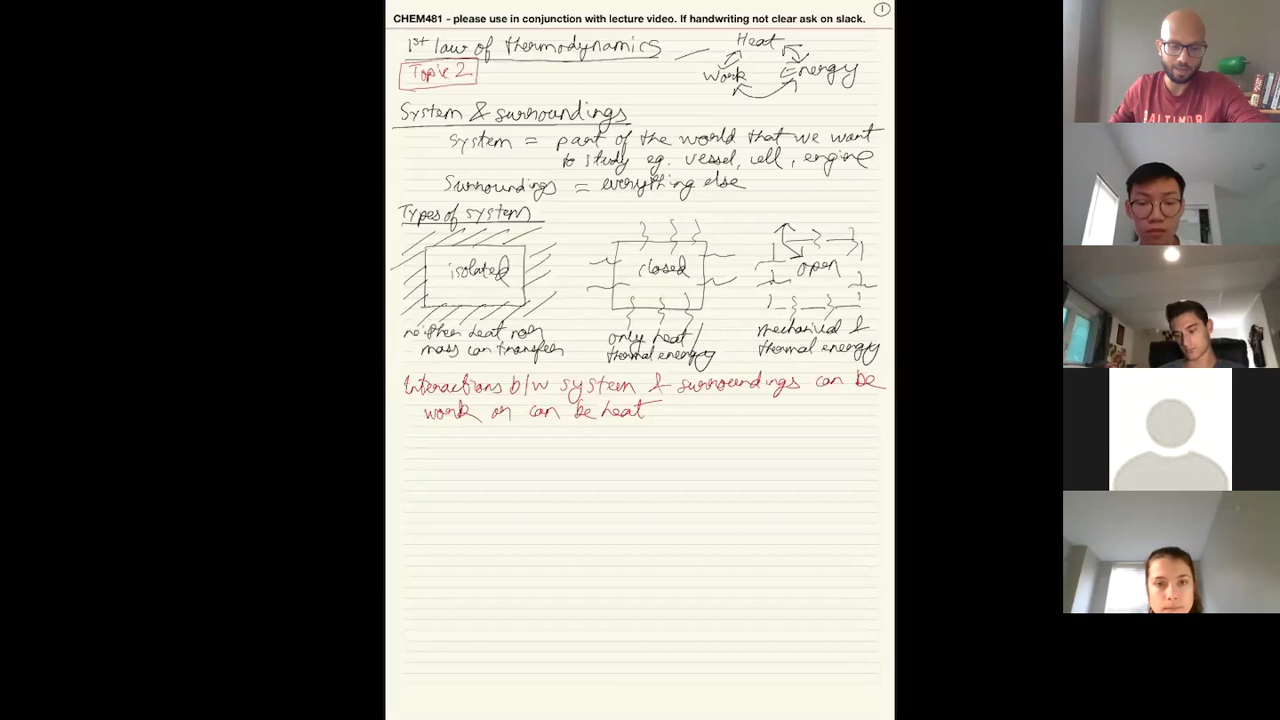 1
CHEM481 - please use in conjunction with lecture video. If handwriting not clear ask on slack.
1st law of thermodynamics
Heat
Work Energy
Topic 2
System & surroundings
System = part of the world that we want
to study eg. vessel, cell, engine
Surroundings = everything else
Types of system
isolated closed open
neither heat nor
mass can transfer
only heat/
thermal energy
mechanical &
thermal energy
Interactions b/w system & surroundings can be
work or can be heat
BALTIMOR